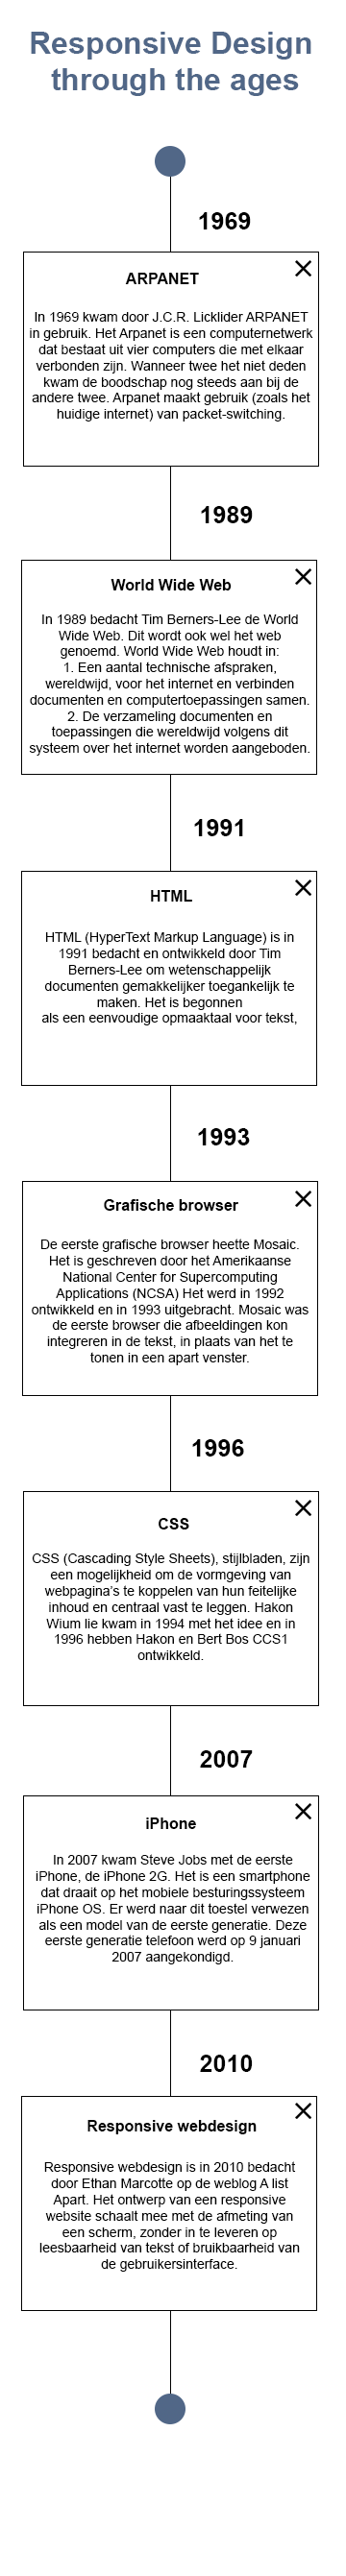 Responsive Design
through the ages
1969
ARPANET
In 1969 kwam door J.C.R. Licklider ARPANET
in gebruik. Het Arpanet is een computernetwerk
dat bestaat uit vier computers die met elkaar
verbonden zijn. Wanneer twee het niet deden
kwam de boodschap nog steeds aan bij de
andere twee. Arpanet maakt gebruik (zoals het
huidige internet) van packet-switching.
1989
World Wide Web
In 1989 bedacht Tim Berners-Lee de World
Wide Web. Dit wordt ook wel het web
genoemd. World Wide Web houdt in:
1. Een aantal technische afspraken,
wereldwijd, voor het internet en verbinden
documenten en computertoepassingen samen.
2. De verzameling documenten en
toepassingen die wereldwijd volgens dit
systeem over het internet worden aangeboden.
1991
HTML
HTML (HyperText Markup Language) is in
1991 bedacht en ontwikkeld door Tim
Berners-Lee om wetenschappelijk
documenten gemakkelijker toegankelijk te
maken. Het is begonnen
als een eenvoudige opmaaktaal voor tekst,
1993
Grafische browser
De eerste grafische browser heette Mosaic.
Het is geschreven door het Amerikaanse
National Center for Supercomputing
Applications (NCSA) Het werd in 1992
ontwikkeld en in 1993 uitgebracht. Mosaic was
de eerste browser die afbeeldingen kon
integreren in de tekst, in plaats van het te
tonen in een apart venster.
1996
CSS
CSS (Cascading Style Sheets), stijlbladen, zijn
een mogelijkheid om de vormgeving van
webpagina's te koppelen van hun feitelijke
inhoud en centraal vast te leggen. Hakon
Wium lie kwam in 1994 met het idee en in
1996 hebben Hakon en Bert Bos CCS1
ontwikkeld.
2007
iPhone
In 2007 kwam Steve Jobs met de eerste
iPhone, de iPhone 2G. Het is een smartphone
dat draait op het mobiele besturingssysteem
iPhone OS. Er werd naar dit toestel verwezen
als een model van de eerste generatie. Deze
eerste generatie telefoon werd op 9 januari
2007 aangekondigd.
2010
Responsive webdesign
Responsive webdesign is in 2010 bedacht
door Ethan Marcotte op de weblog A list
Apart. Het ontwerp van een responsive
website schaalt mee met de afmeting van
een scherm, zonder in te leveren op
leesbaarheid van tekst of bruikbaarheid van
de gebruikersinterface.